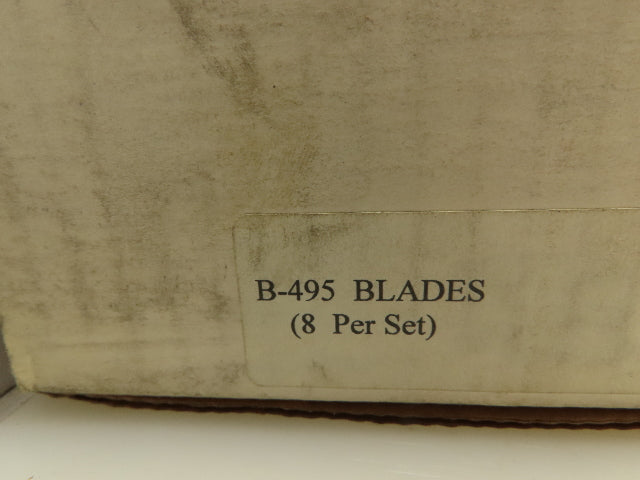 B-495 BLADES
(8 Per Set)